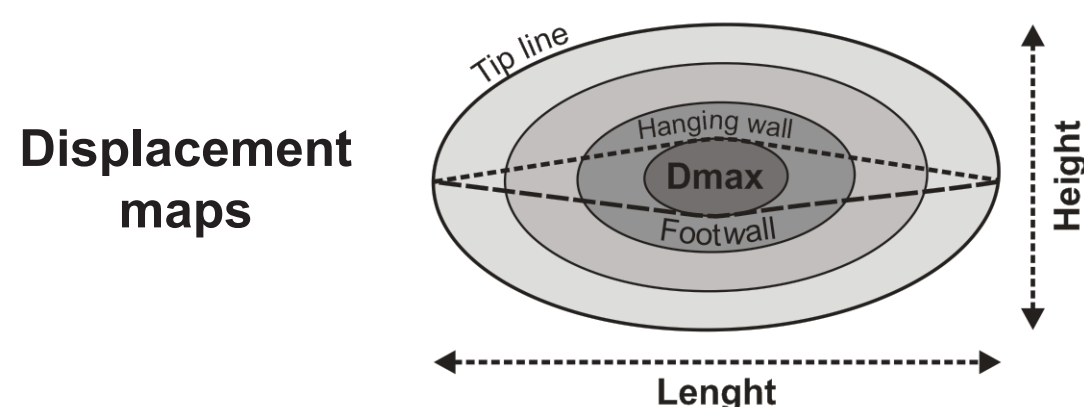 Tip line
Displacement
maps
Hanging wall
Dmax
Footwall
Height
Lenght